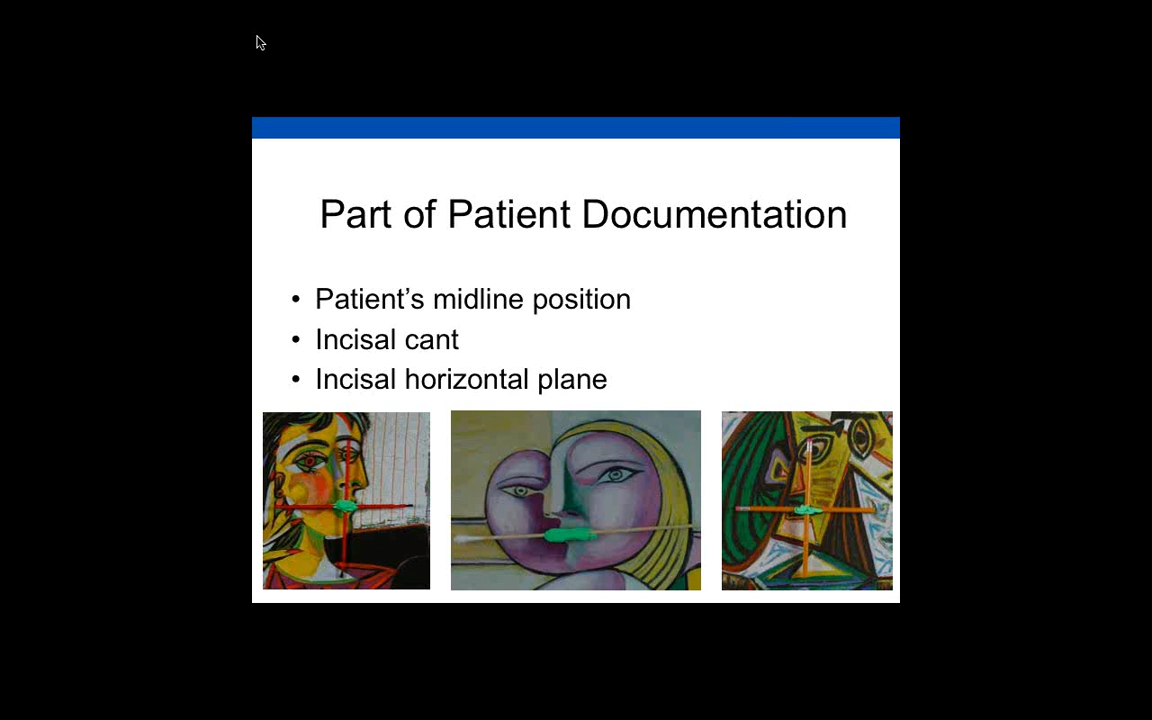 Part of Patient Documentation
• Patient’s midline position
• Incisal cant
• Incisal horizontal plane